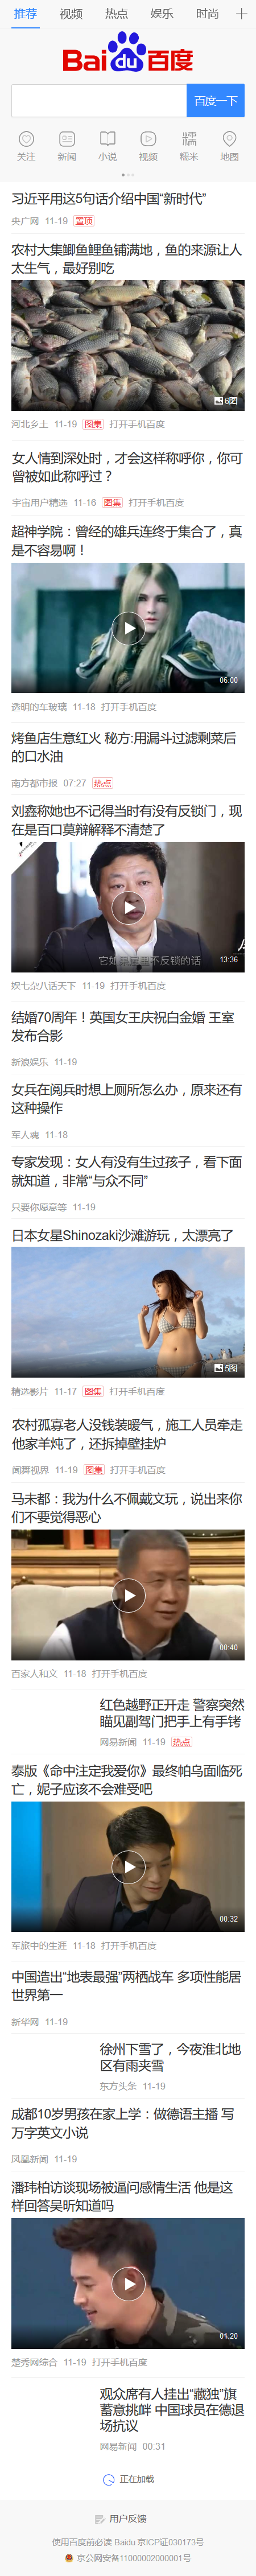 推荐 视频 热点 娱乐 时尚
Bai du 百度
百度一下
关注 新闻 小说 视频 糯米 地图
糯
习近平用这5句话介绍中国“新时代”
央广网 11-19 置顶
农村大集鲫鱼鲤鱼铺满地，鱼的来源让人
太生气，最好别吃
6图
河北乡土 11-19 图集 打开手机百度
女人情到深处时，才会这样称呼你，你可
曾被如此称呼过？
宇宙用户精选 11-16 图集 打开手机百度
超神学院：曾经的雄兵连终于集合了，真
是不容易啊！
06:00
透明的车玻璃 11-18 打开手机百度
烤鱼店生意红火 秘方:用漏斗过滤剩菜后
的口水油
南方都市报 07:27 热点
刘鑫称她也不记得当时有没有反锁门，现
在是百口莫辩解释不清楚了
反锁的话
13:36
娱七杂八话天下 11-19 打开手机百度
结婚70周年！英国女王庆祝白金婚 王室
发布合影
新浪娱乐 11-19
女兵在阅兵时想上厕所怎么办，原来还有
这种操作
军人魂 11-18
专家发现：女人有没有生过孩子，看下面
就知道，非常“与众不同”
只要你愿意等 11-19
日本女星Shinozaki沙滩游玩，太漂亮了
5图
精选影片 11-17 图集 打开手机百度
农村孤寡老人没钱装暖气，施工人员牵走
他家羊炖了，还拆掉壁挂炉
闻舞视界 11-19 图集 打开手机百度
马未都：我为什么不佩戴文玩，说出来你
们不要觉得恶心
00:40
百家人和文 11-18 打开手机百度
红色越野正开走 警察突然
瞄见副驾门把手上有手铐
网易新闻 11-19 热点
泰版《命中注定我爱你》最终帕乌面临死
亡，妮子应该不会难受吧
00:32
军旅中的生涯 11-18 打开手机百度
中国造出“地表最强”两栖战车 多项性能居
世界第一
新华网 11-19
徐州下雪了，今夜淮北地
区有雨夹雪
东方头条 11-19
成都10岁男孩在家上学：做德语主播 写
万字英文小说
凤凰新闻 11-19
潘玮柏访谈现场被逼问感情生活 他是这
样回答吴昕知道吗
01:20
楚秀网综合 11-19 打开手机百度
观众席有人挂出“藏独”旗
蓄意挑衅 中国球员在德退
场抗议
网易新闻 00:31
正在加载
用户反馈
使用百度前必读 Baidu 京ICP证030173号
京公网安备11000002000001号